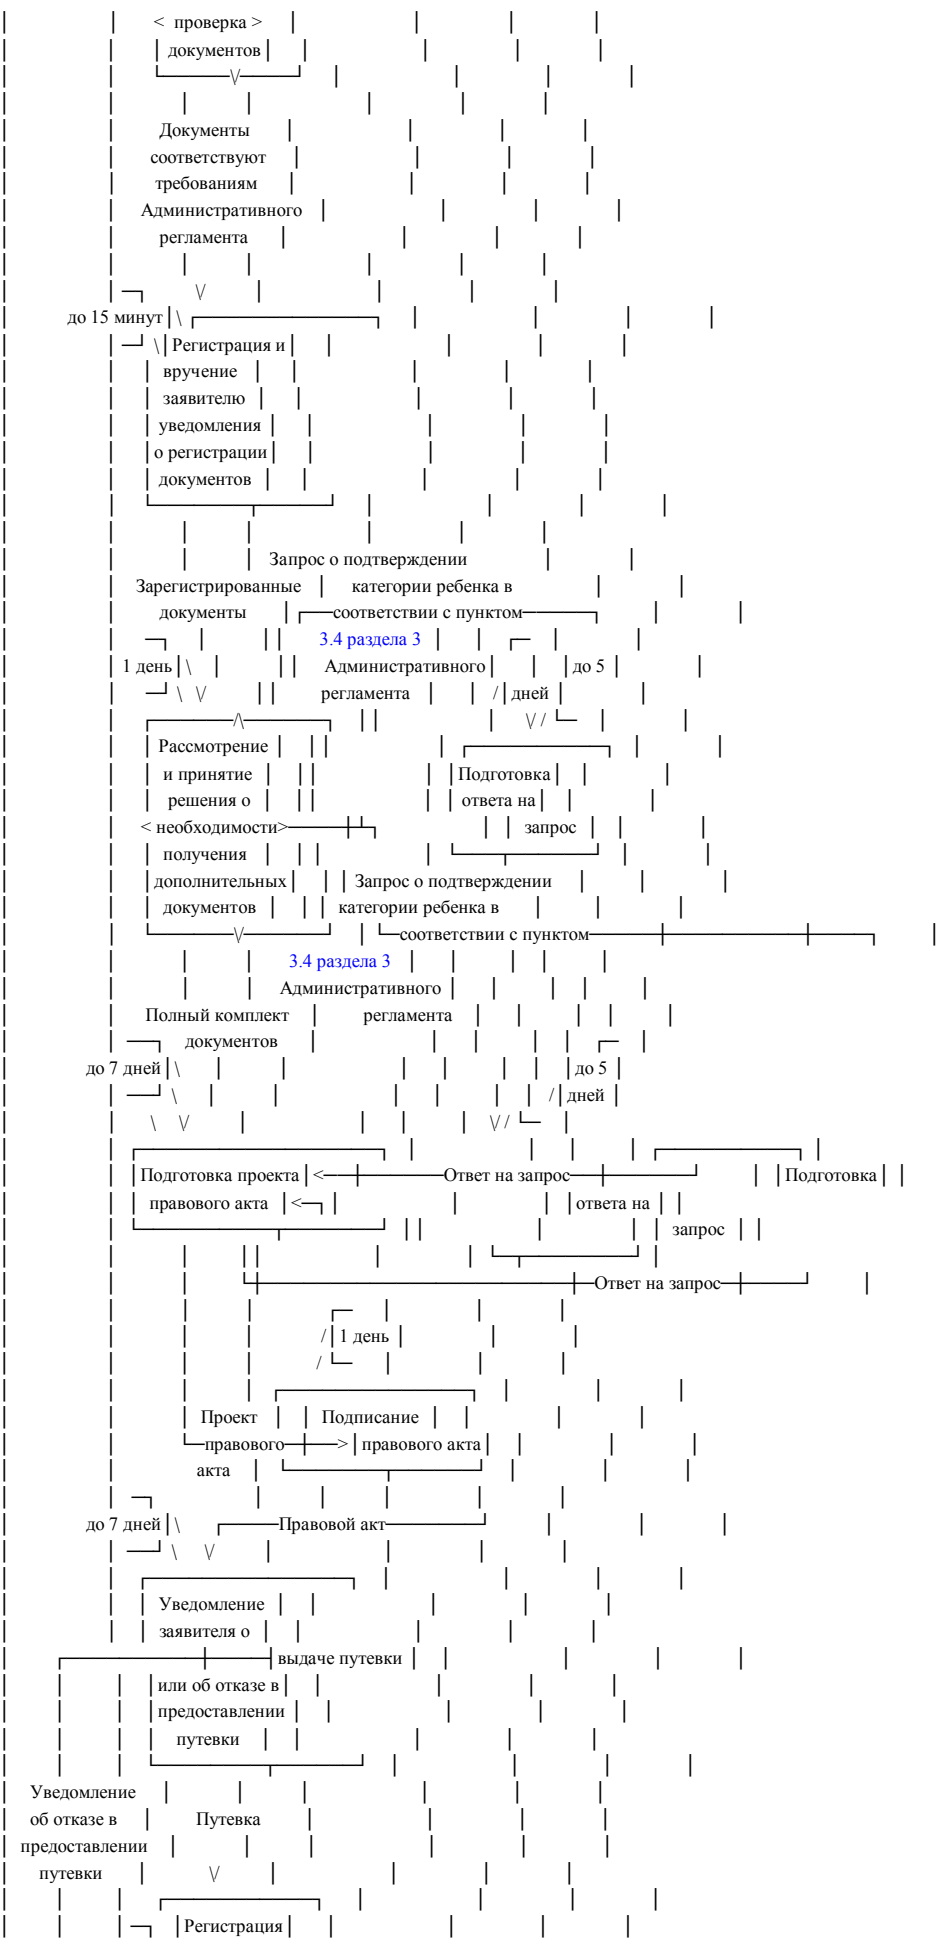 < проверка >
документов
Документы
соответствуют
требованиям
Административного
регламента
до 15 минут
Регистрация и
вручение
заявителю
уведомления
о регистрации
документов
Запрос о подтверждении
Зарегистрированные категории ребенка в
документы соответствии с пунктом
3.4 раздела 3
1 день Административного до 5
регламента дней
Рассмотрение
и принятие Подготовка
решения о ответа на
< необходимости> запрос
получения
дополнительных Запрос о подтверждении
документов категории ребенка в
соответствии с пунктом
3.4 раздела 3
Административного
Полный комплект регламента
документов
до 7 дней до 5
дней
Подготовка проекта < Ответ на запрос Подготовка
правового акта < ответа на
запрос
Ответ на запрос
1 день
Проект Подписание
правового > правового акта
акта
до 7 дней Правовой акт
Уведомление
заявителя о
выдаче путевки
или об отказе в
предоставлении
путевки
Уведомление
об отказе в Путевка
предоставлении
путевки
Регистрация